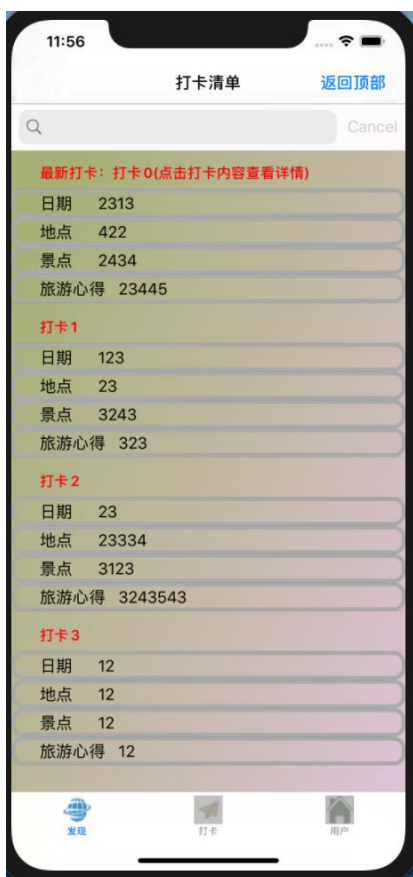 11:56
打卡清单 返回顶部
Cancel
最新打卡：打卡0(点击打卡内容查看详情)
日期 2313
地点 422
景点 2434
旅游心得 23445
打卡1
日期 123
地点 23
景点 3243
旅游心得 323
打卡2
日期 23
地点 23334
景点 3123
旅游心得 3243543
打卡3
日期 12
地点 12
景点 12
旅游心得 12
发现 打卡 用户